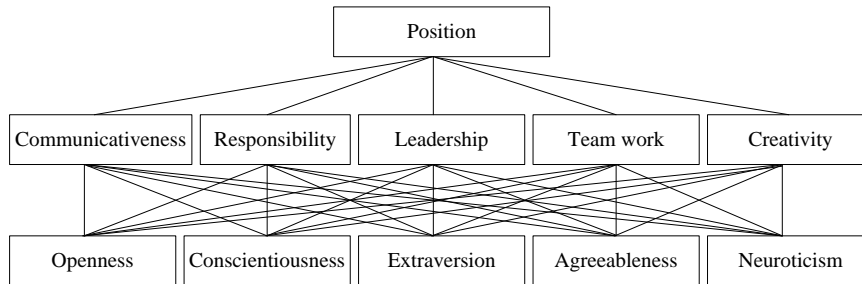 Position
Communicativeness
Responsibility
Leadership
Team work
Creativity
Openness
Conscientiousness
Extraversion
Agreeableness
Neuroticism